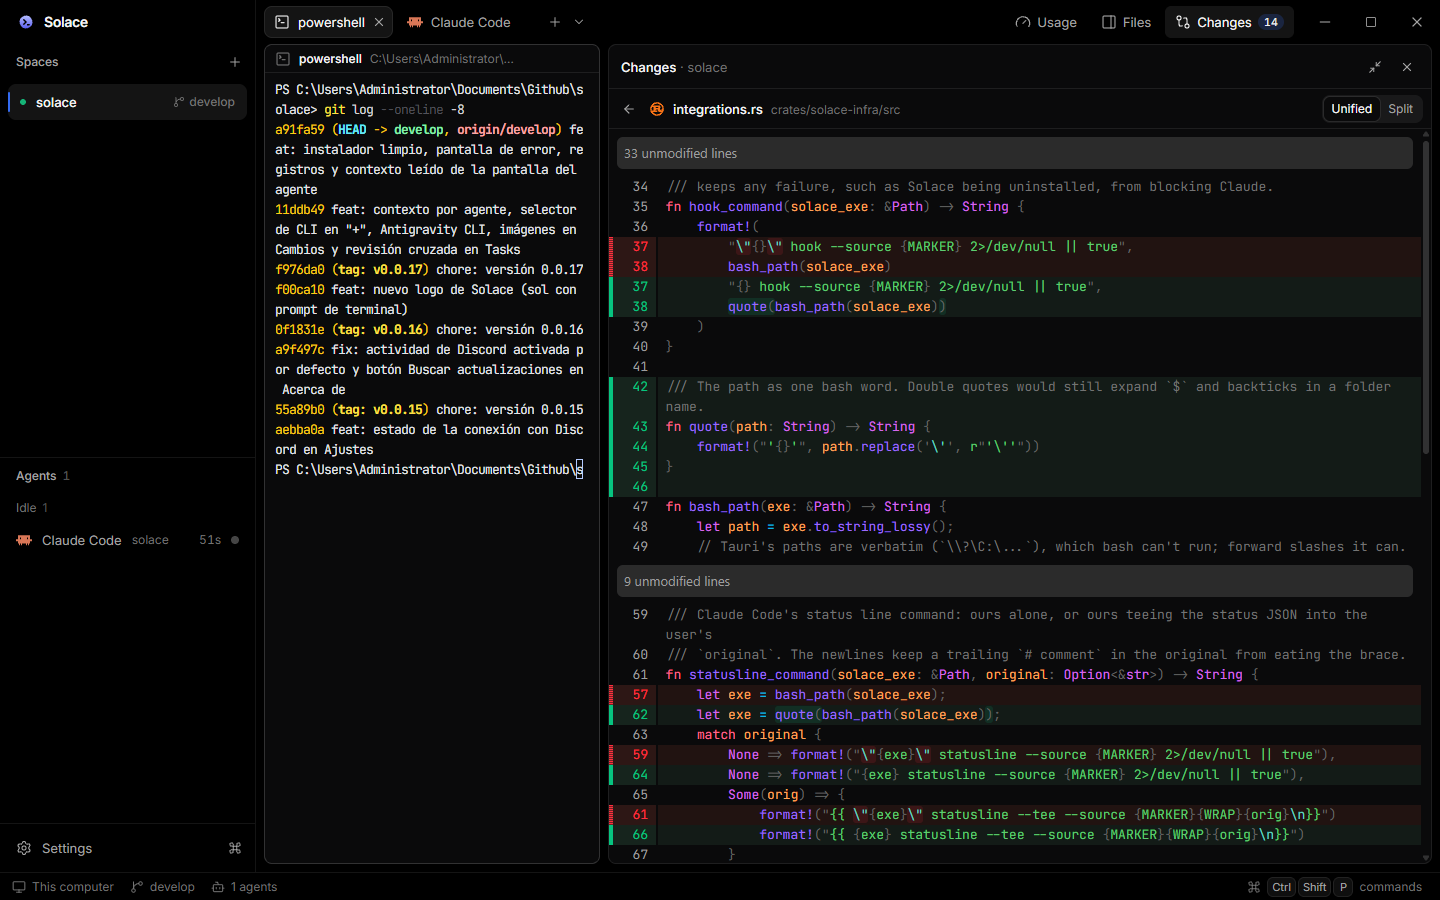 Solace
powershell
Claude Code
Usage
Files
Changes 14
Spaces
solace
develop
Agents 1
Idle 1
Claude Code solace 51s
Settings
powershell C:\Users\Administrator\...
PS C:\Users\Administrator\Documents\Github\s
olace> git log --oneline -8
a91fa59 (HEAD -> develop, origin/develop) fe
at: instalador limpio, pantalla de error, re
gistros y contexto leído de la pantalla del
agente
11ddb49 feat: contexto por agente, selector
de CLI en "+", Antigravity CLI, imágenes en
Cambios y revisión cruzada en Tasks
f976da0 (tag: v0.0.17) chore: versión 0.0.17
f00ca10 feat: nuevo logo de Solace (sol con
prompt de terminal)
0f1831e (tag: v0.0.16) chore: versión 0.0.16
a9f497c fix: actividad de Discord activada p
or defecto y botón Buscar actualizaciones en
Acerca de
55a89b0 (tag: v0.0.15) chore: versión 0.0.15
aebba0a feat: estado de la conexión con Disc
ord en Ajustes
PS C:\Users\Administrator\Documents\Github\s
Changes · solace
integrations.rs crates/solace-infra/src
Unified Split
33 unmodified lines
34 /// keeps any failure, such as Solace being uninstalled, from blocking Claude.
35 fn hook_command(solace_exe: &Path) -> String {
36 format!(
37 "\"{}\" hook --source {MARKER} 2>/dev/null || true",
38 bash_path(solace_exe)
37 "{} hook --source {MARKER} 2>/dev/null || true",
38 quote(bash_path(solace_exe))
39 )
40 }
41
42 /// The path as one bash word. Double quotes would still expand `$` and backticks in a folder
name.
43 fn quote(path: String) -> String {
44 format!("'{}'", path.replace('\'', r"'\''"))
45 }
46
47 fn bash_path(exe: &Path) -> String {
48 let path = exe.to_string_lossy();
49 // Tauri's paths are verbatim (`\\?\C:\...`), which bash can't run; forward slashes it can.
9 unmodified lines
59 /// Claude Code's status line command: ours alone, or ours teeing the status JSON into the
user's
60 /// `original`. The newlines keep a trailing `# comment` in the original from eating the brace.
61 fn statusline_command(solace_exe: &Path, original: Option<&str>) -> String {
57 let exe = bash_path(solace_exe);
62 let exe = quote(bash_path(solace_exe));
63 match original {
59 None => format!("\"{exe}\" statusline --source {MARKER} 2>/dev/null || true"),
64 None => format!("{exe} statusline --source {MARKER} 2>/dev/null || true"),
65 Some(orig) => {
61 format!("{{ \"{exe}\" statusline --tee --source {MARKER}{WRAP}{orig}\n}}")
66 format!("{{ {exe} statusline --tee --source {MARKER}{WRAP}{orig}\n}}")
67 }
This computer
develop
1 agents
Ctrl Shift P commands